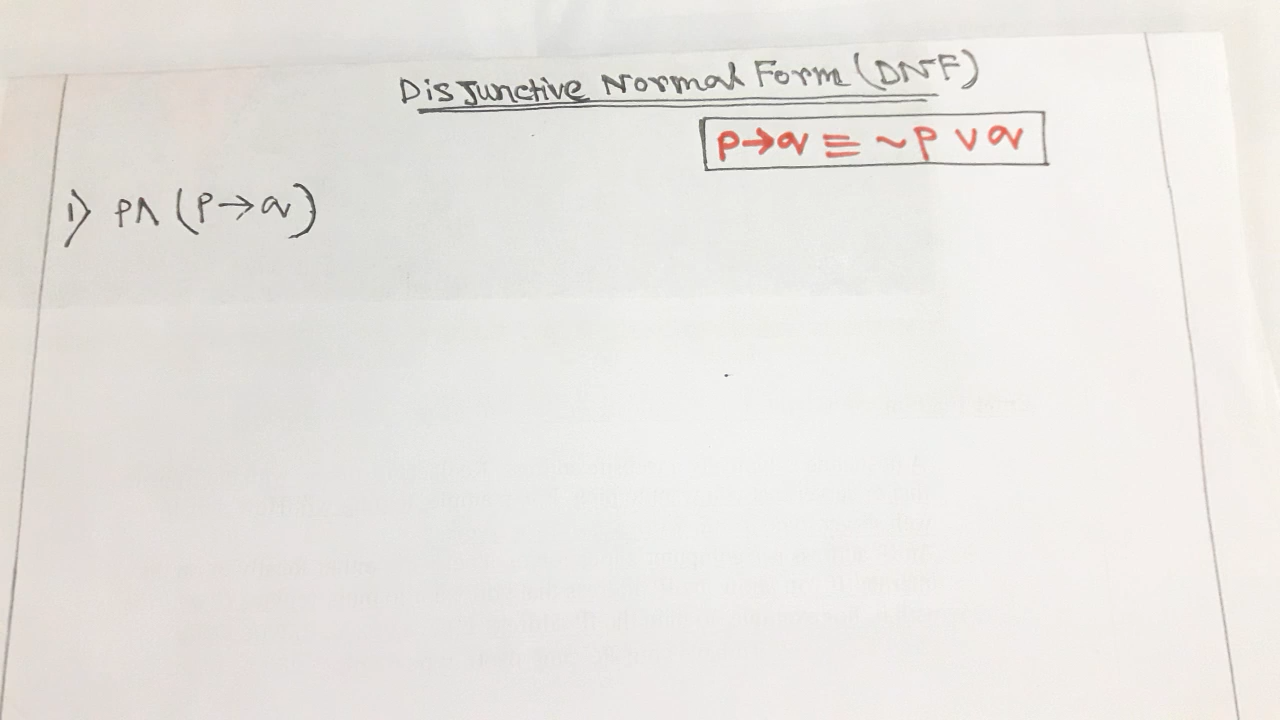 Disjunctive Normal Form (DNF)
p→q ≡ ~p ∨ q
1) p∧ (p→q)